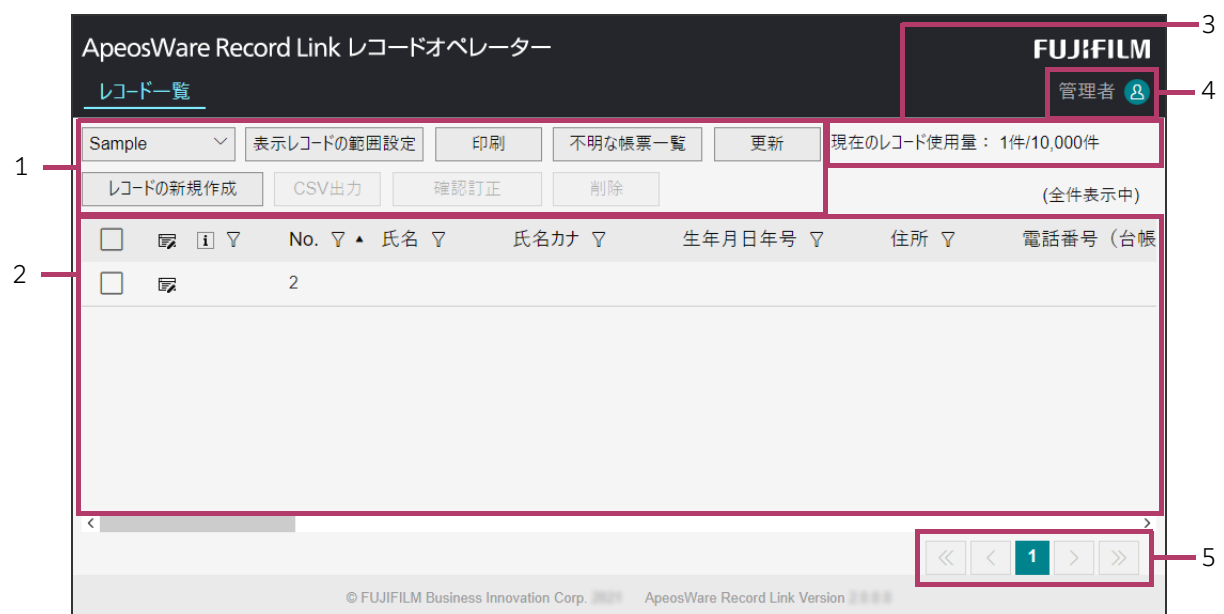 ApeosWare Record Link レコードオペレーター
FUJIFILM
3
レコード一覧
管理者
4
1
Sample 表示レコードの範囲設定 印刷 不明な帳票一覧 更新
現在のレコード使用量： 1件/10,000件
レコードの新規作成 CSV出力 確認訂正 削除
(全件表示中)
2
No. 氏名 氏名カナ 生年月日年号 住所 電話番号（台帳
2
1
5
© FUJIFILM Business Innovation Corp. ApeosWare Record Link Version